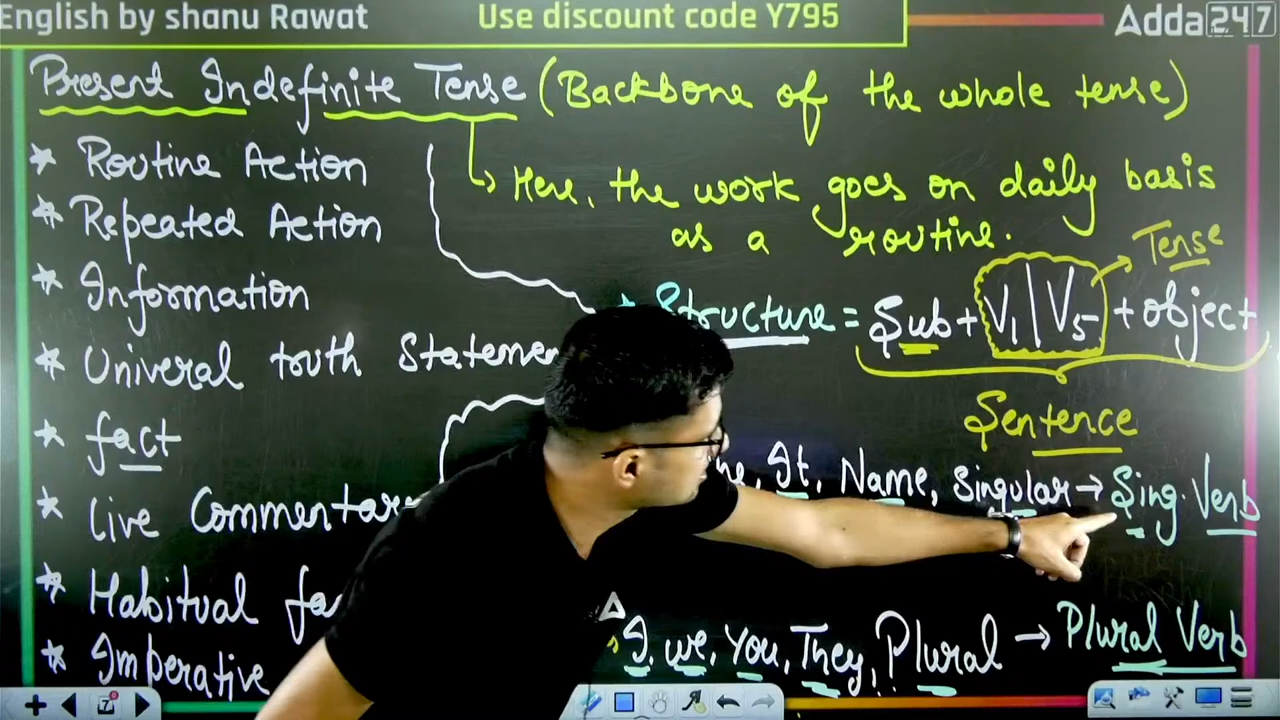 English by shanu Rawat
Use discount code Y795
Adda247
Present Indefinite Tense (Backbone of the whole tense)
* Routine Action
* Repeated Action
* Information
* Univeral truth Statemen
* fact
* Live Commentar
* Habitual fa
* Imperative
Here, the work goes on daily basis
as a routine.
Tense
Structure = Sub + V1 | V5 + object
Sentence
It, Name, Singular → Sing. Verb
I, we, You, They, Plural → Plural Verb
7